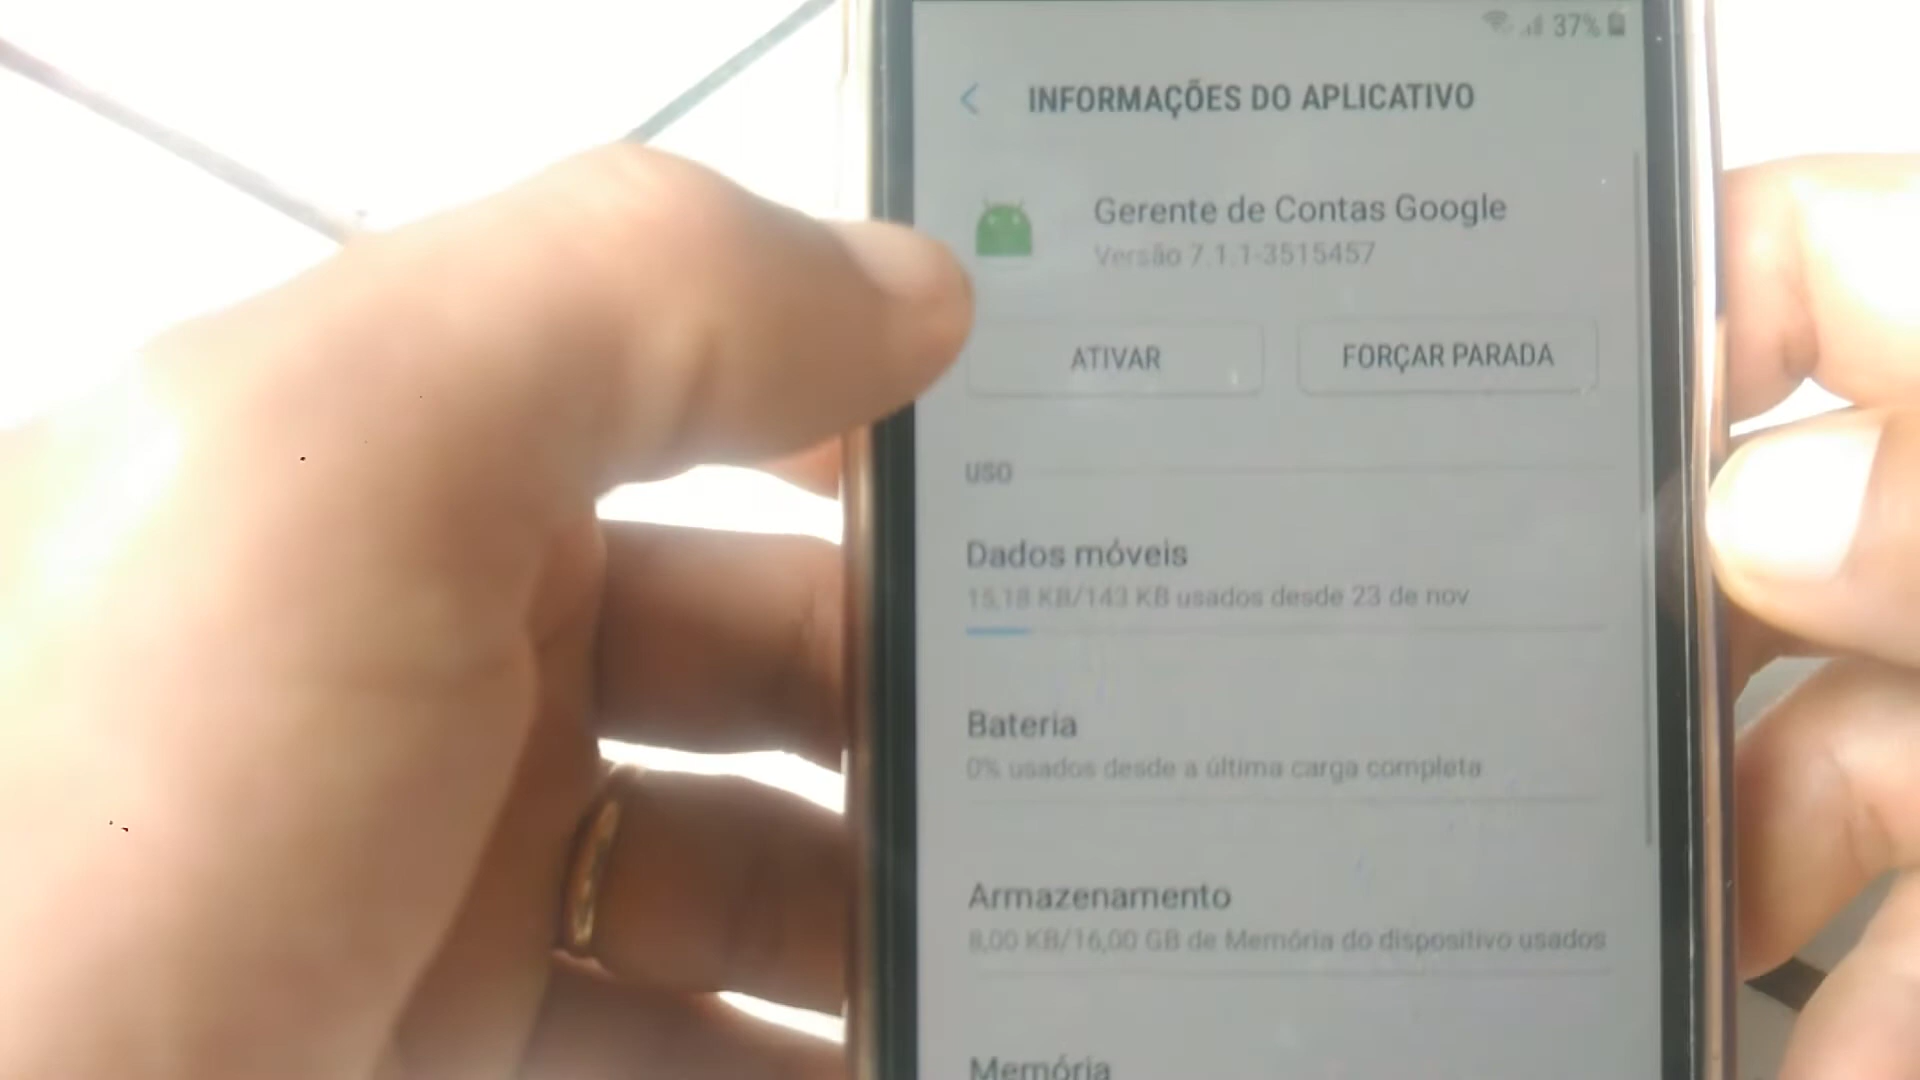 37%
INFORMAÇÕES DO APLICATIVO
Gerente de Contas Google
Versão 7.1.1-3515457
ATIVAR
FORÇAR PARADA
USO
Dados móveis
15,18 KB/143 KB usados desde 23 de nov
Bateria
0% usados desde a última carga completa
Armazenamento
8,00 KB/16,00 GB de Memória do dispositivo usados
Memória